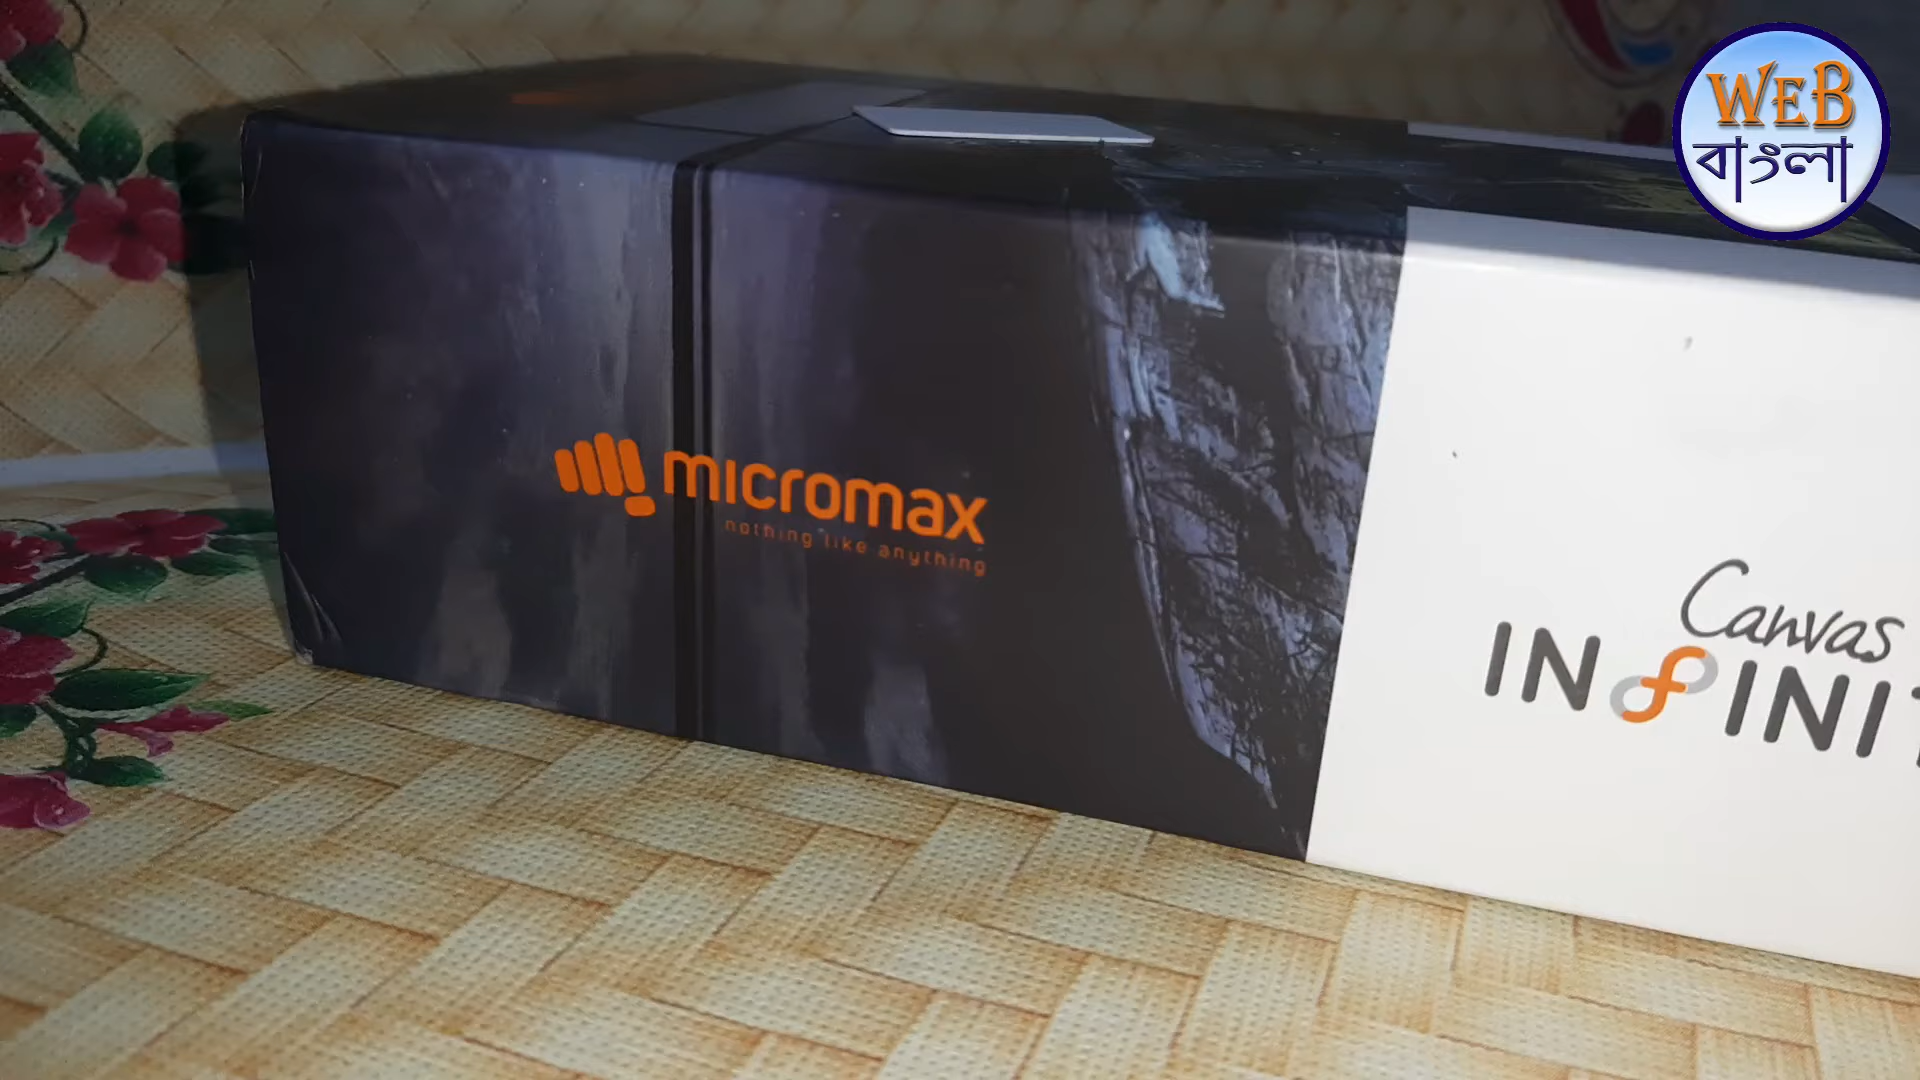 WEB
বাংলা
micromax
nothing like anything
Canvas
INFINIT